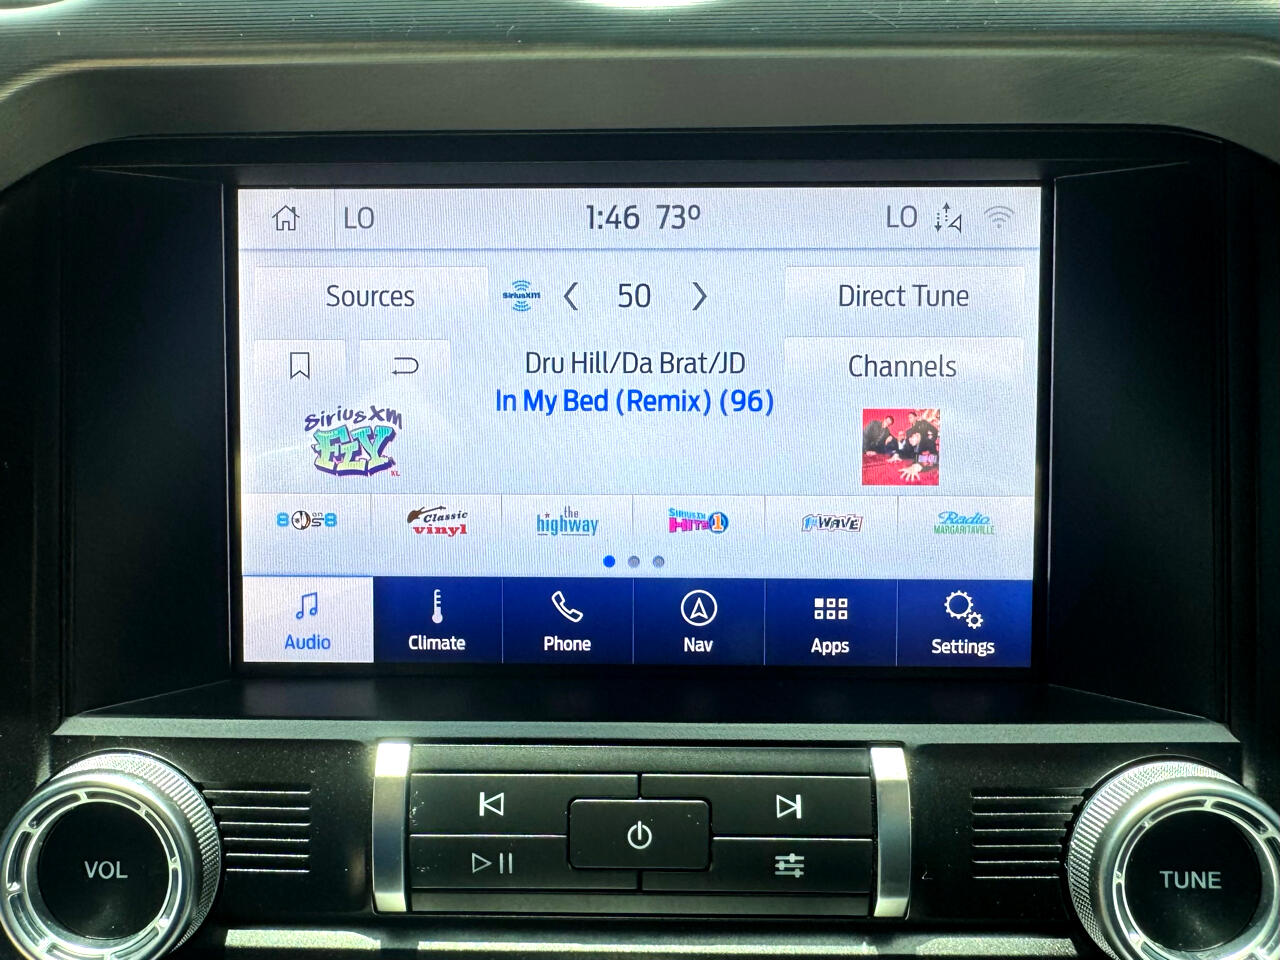 LO 1:46 73° LO
Sources SiriusXM 50 Direct Tune
Dru Hill/Da Brat/JD
Channels
In My Bed (Remix) (96)
SiriusXM
FLY
XL
80s on 8
Classic vinyl
the highway
SiriusXM Hits 1
1st WAVE
Radio MARGARITAVILLE
Audio Climate Phone Nav Apps Settings
VOL
TUNE